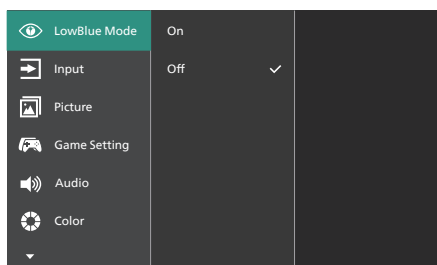 LowBlue Mode
On
Input
Off
Picture
Game Setting
Audio
Color